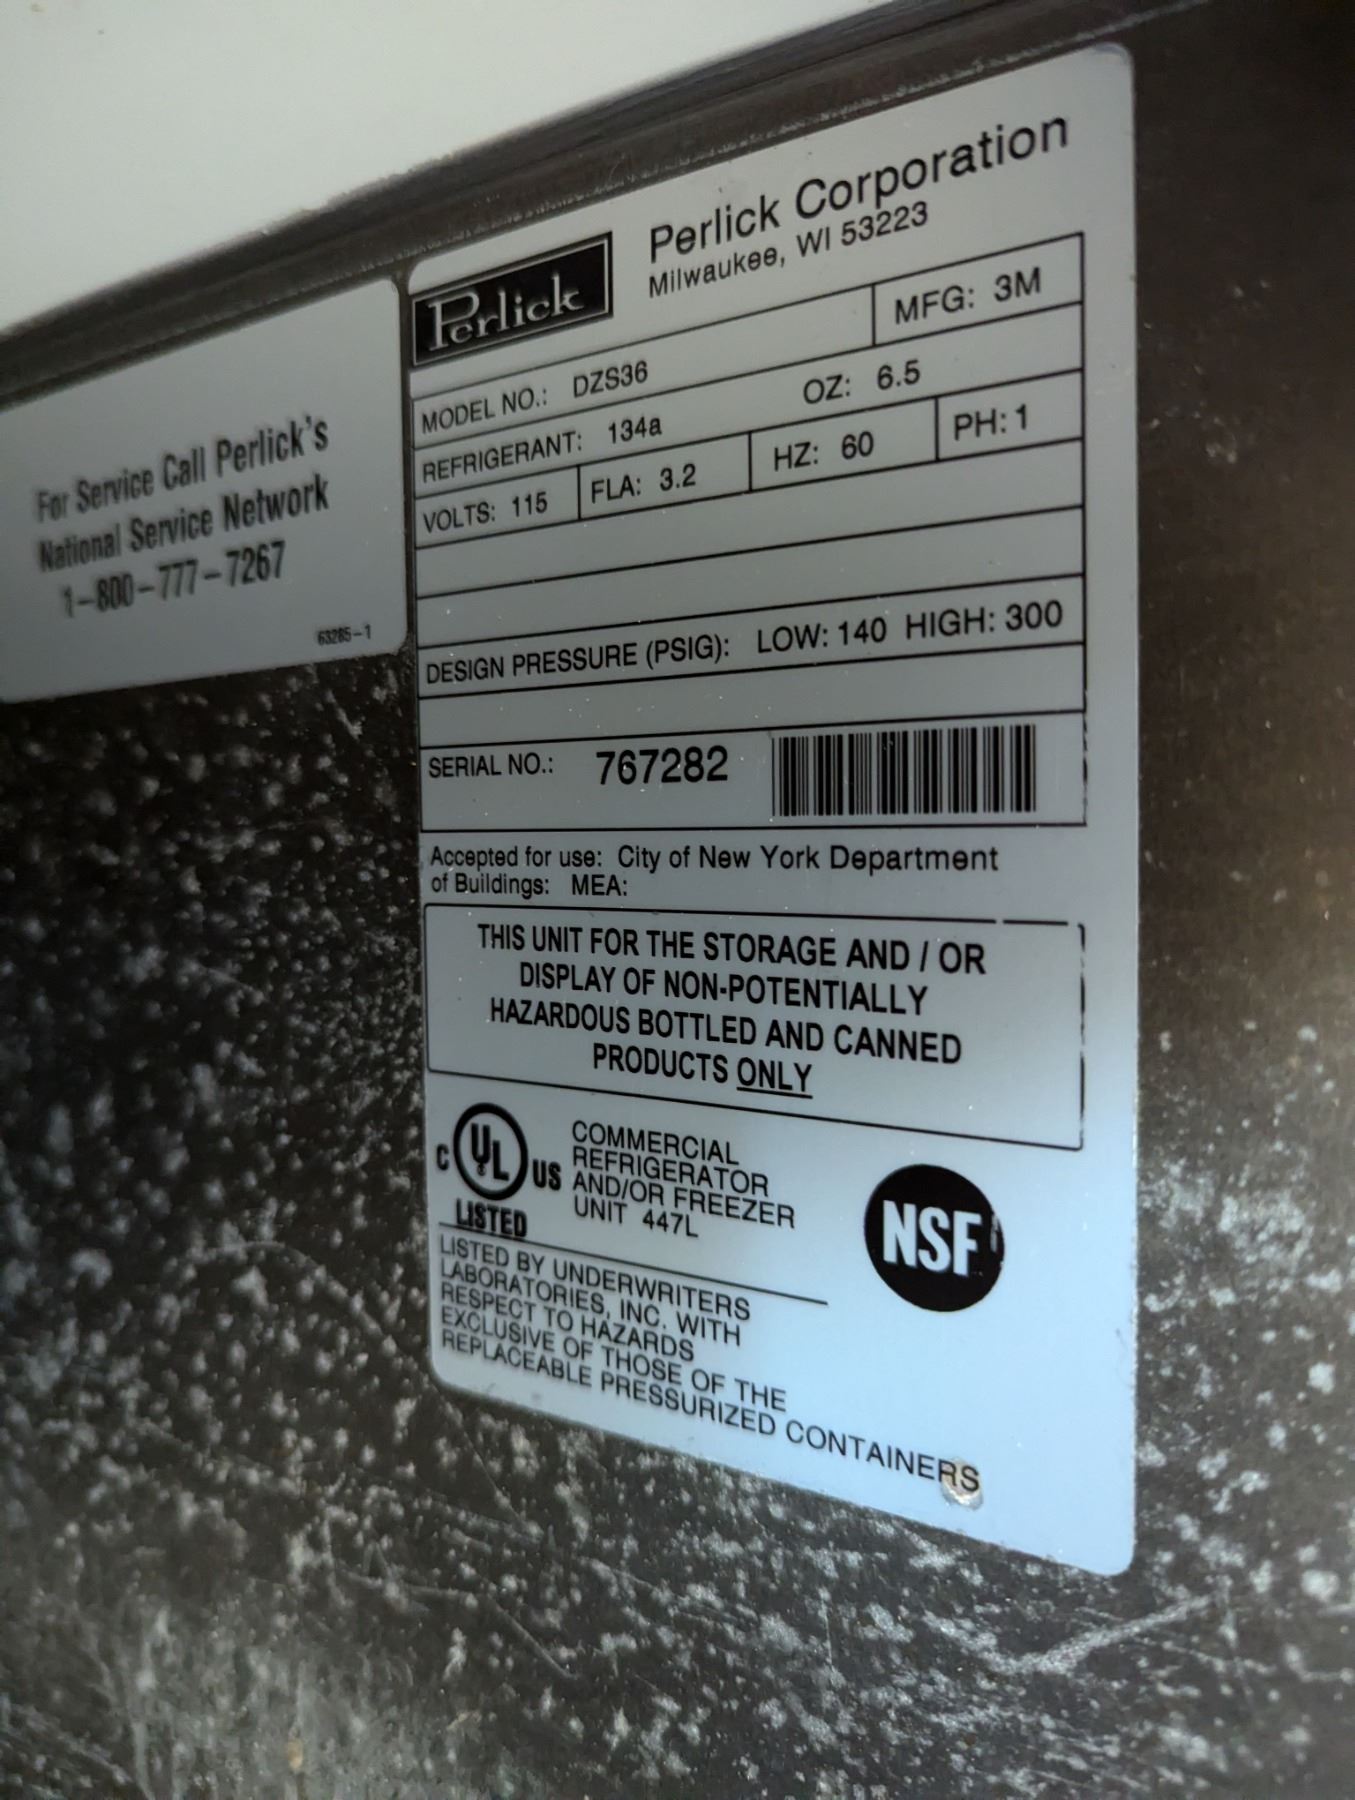 For Service Call Perlick's
National Service Network
1-800-777-7267
63285-1
Perlick
Perlick Corporation
Milwaukee, WI 53223
MODEL NO.: DZS36 MFG: 3M
REFRIGERANT: 134a OZ: 6.5
VOLTS: 115 FLA: 3.2 HZ: 60 PH: 1
DESIGN PRESSURE (PSIG): LOW: 140 HIGH: 300
SERIAL NO.: 767282
Accepted for use: City of New York Department
of Buildings: MEA:
THIS UNIT FOR THE STORAGE AND / OR
DISPLAY OF NON-POTENTIALLY
HAZARDOUS BOTTLED AND CANNED
PRODUCTS ONLY
C UL US
LISTED
COMMERCIAL
REFRIGERATOR
AND/OR FREEZER
UNIT 447L
NSF
LISTED BY UNDERWRITERS
LABORATORIES, INC. WITH
RESPECT TO HAZARDS
EXCLUSIVE OF THOSE OF THE
REPLACEABLE PRESSURIZED CONTAINERS